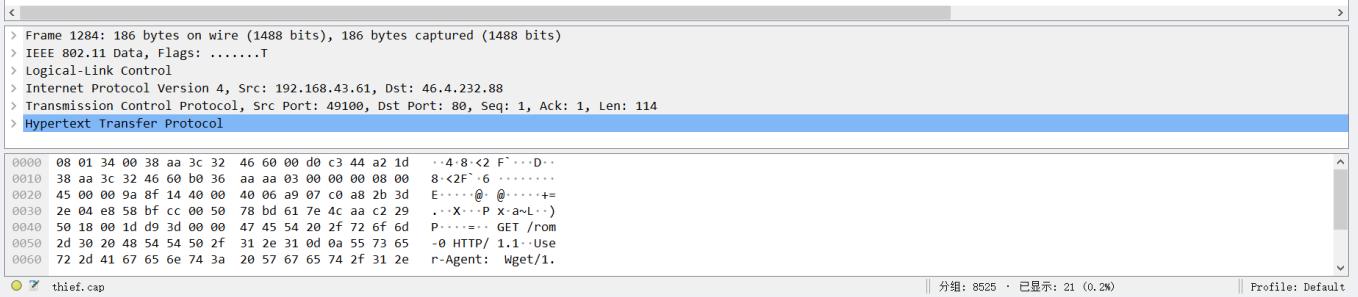 Frame 1284: 186 bytes on wire (1488 bits), 186 bytes captured (1488 bits)
IEEE 802.11 Data, Flags: .......T
Logical-Link Control
Internet Protocol Version 4, Src: 192.168.43.61, Dst: 46.4.232.88
Transmission Control Protocol, Src Port: 49100, Dst Port: 80, Seq: 1, Ack: 1, Len: 114
Hypertext Transfer Protocol
0000 08 01 34 00 38 aa 3c 32 46 60 00 d0 c3 44 a2 1d ··4·8·<2 F`···D··
0010 38 aa 3c 32 46 60 b0 36 aa aa 03 00 00 00 08 00 8·<2F`·6 ········
0020 45 00 00 9a 8f 14 40 00 40 06 a9 07 c0 a8 2b 3d E·····@· @·····+=
0030 2e 04 e8 58 bf cc 00 50 78 bd 61 7e 4c aa c2 29 .··X···P x·a~L··)
0040 50 18 00 1d d9 3d 00 00 47 45 54 20 2f 72 6f 6d P····=·· GET /rom
0050 2d 30 20 48 54 54 50 2f 31 2e 31 0d 0a 55 73 65 -0 HTTP/ 1.1··Use
0060 72 2d 41 67 65 6e 74 3a 20 57 67 65 74 2f 31 2e r-Agent: Wget/1.
thief.cap 分组: 8525 · 已显示: 21 (0.2%) Profile: Default